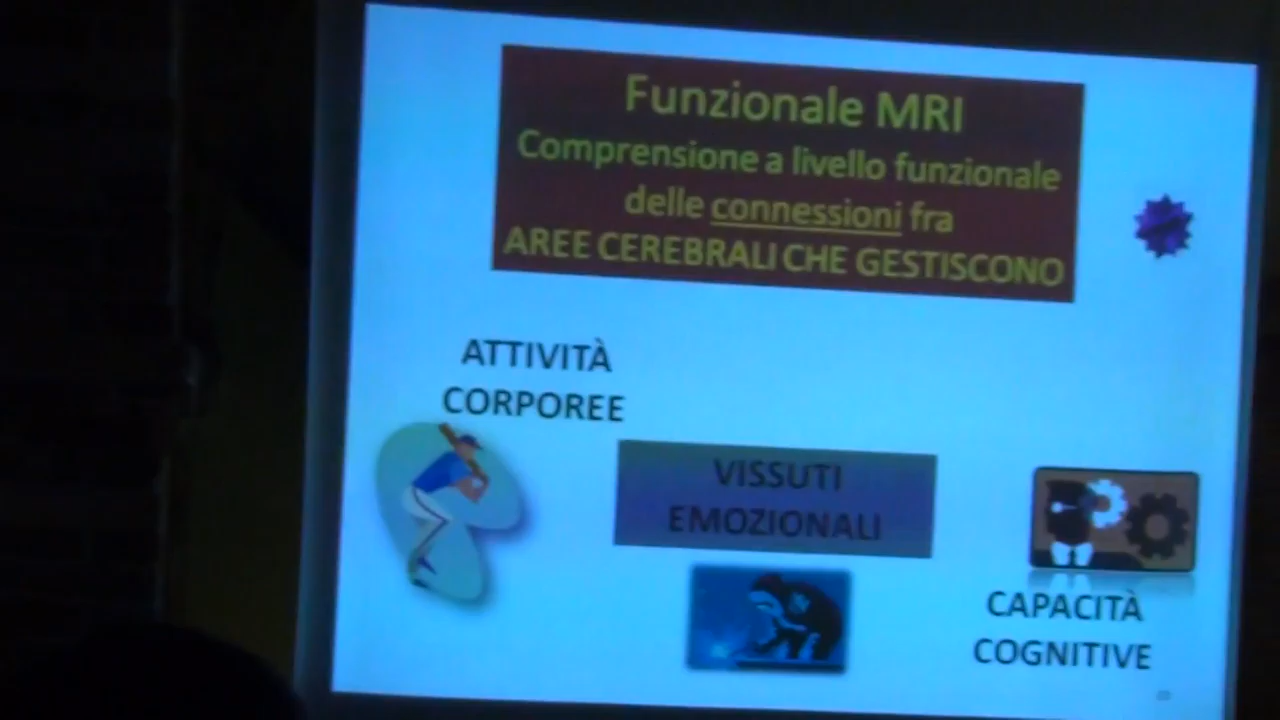 Funzionale MRI
Comprensione a livello funzionale
delle connessioni fra
AREE CEREBRALI CHE GESTISCONO
ATTIVITÀ
CORPOREE
VISSUTI
EMOZIONALI
CAPACITÀ
COGNITIVE